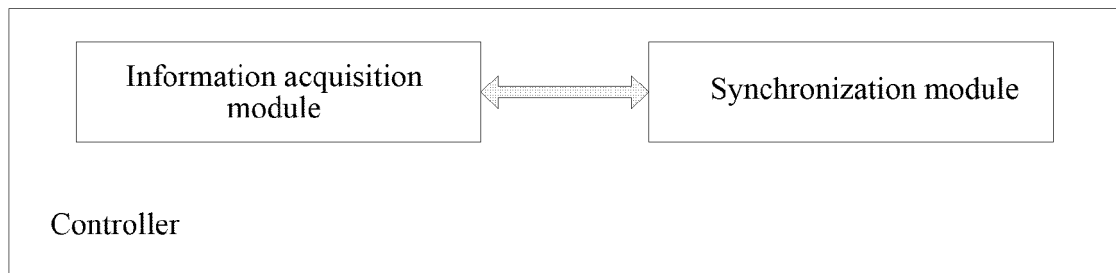 Information acquisition
module
Synchronization module
Controller